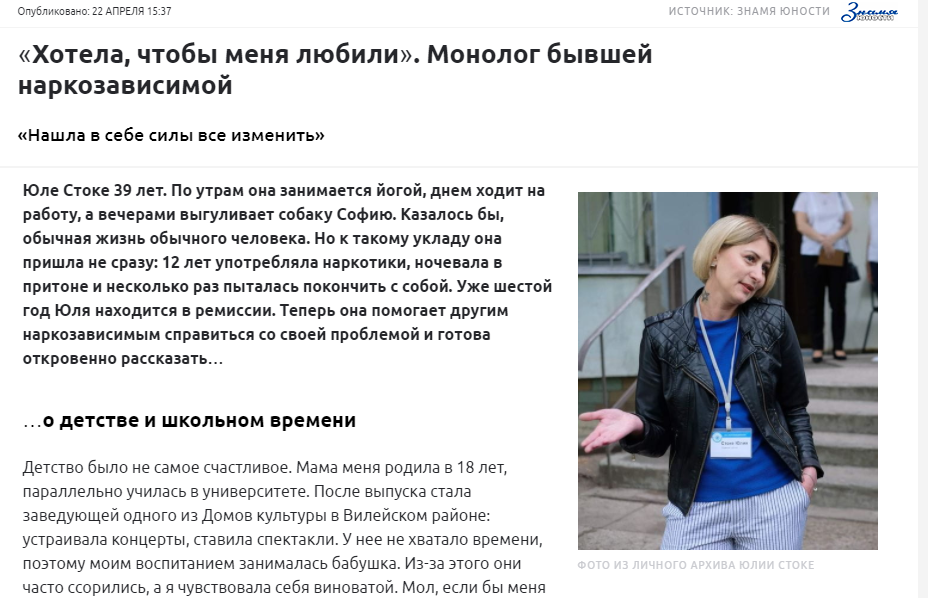 Опубликовано: 22 АПРЕЛЯ 15:37
ИСТОЧНИК: ЗНАМЯ ЮНОСТИ
Знамя
ЮНОСТИ
«Хотела, чтобы меня любили». Монолог бывшей
наркозависимой
«Нашла в себе силы все изменить»
Юле Стоке 39 лет. По утрам она занимается йогой, днем ходит на
работу, а вечерами выгуливает собаку Софию. Казалось бы,
обычная жизнь обычного человека. Но к такому укладу она
пришла не сразу: 12 лет употребляла наркотики, ночевала в
притоне и несколько раз пыталась покончить с собой. Уже шестой
год Юля находится в ремиссии. Теперь она помогает другим
наркозависимым справиться со своей проблемой и готова
откровенно рассказать…
…о детстве и школьном времени
Детство было не самое счастливое. Мама меня родила в 18 лет,
параллельно училась в университете. После выпуска стала
заведующей одного из Домов культуры в Вилейском районе:
устраивала концерты, ставила спектакли. У нее не хватало времени,
поэтому моим воспитанием занималась бабушка. Из-за этого они
часто ссорились, а я чувствовала себя виноватой. Мол, если бы меня
Стоке Юлия
ФОТО ИЗ ЛИЧНОГО АРХИВА ЮЛИИ СТОКЕ